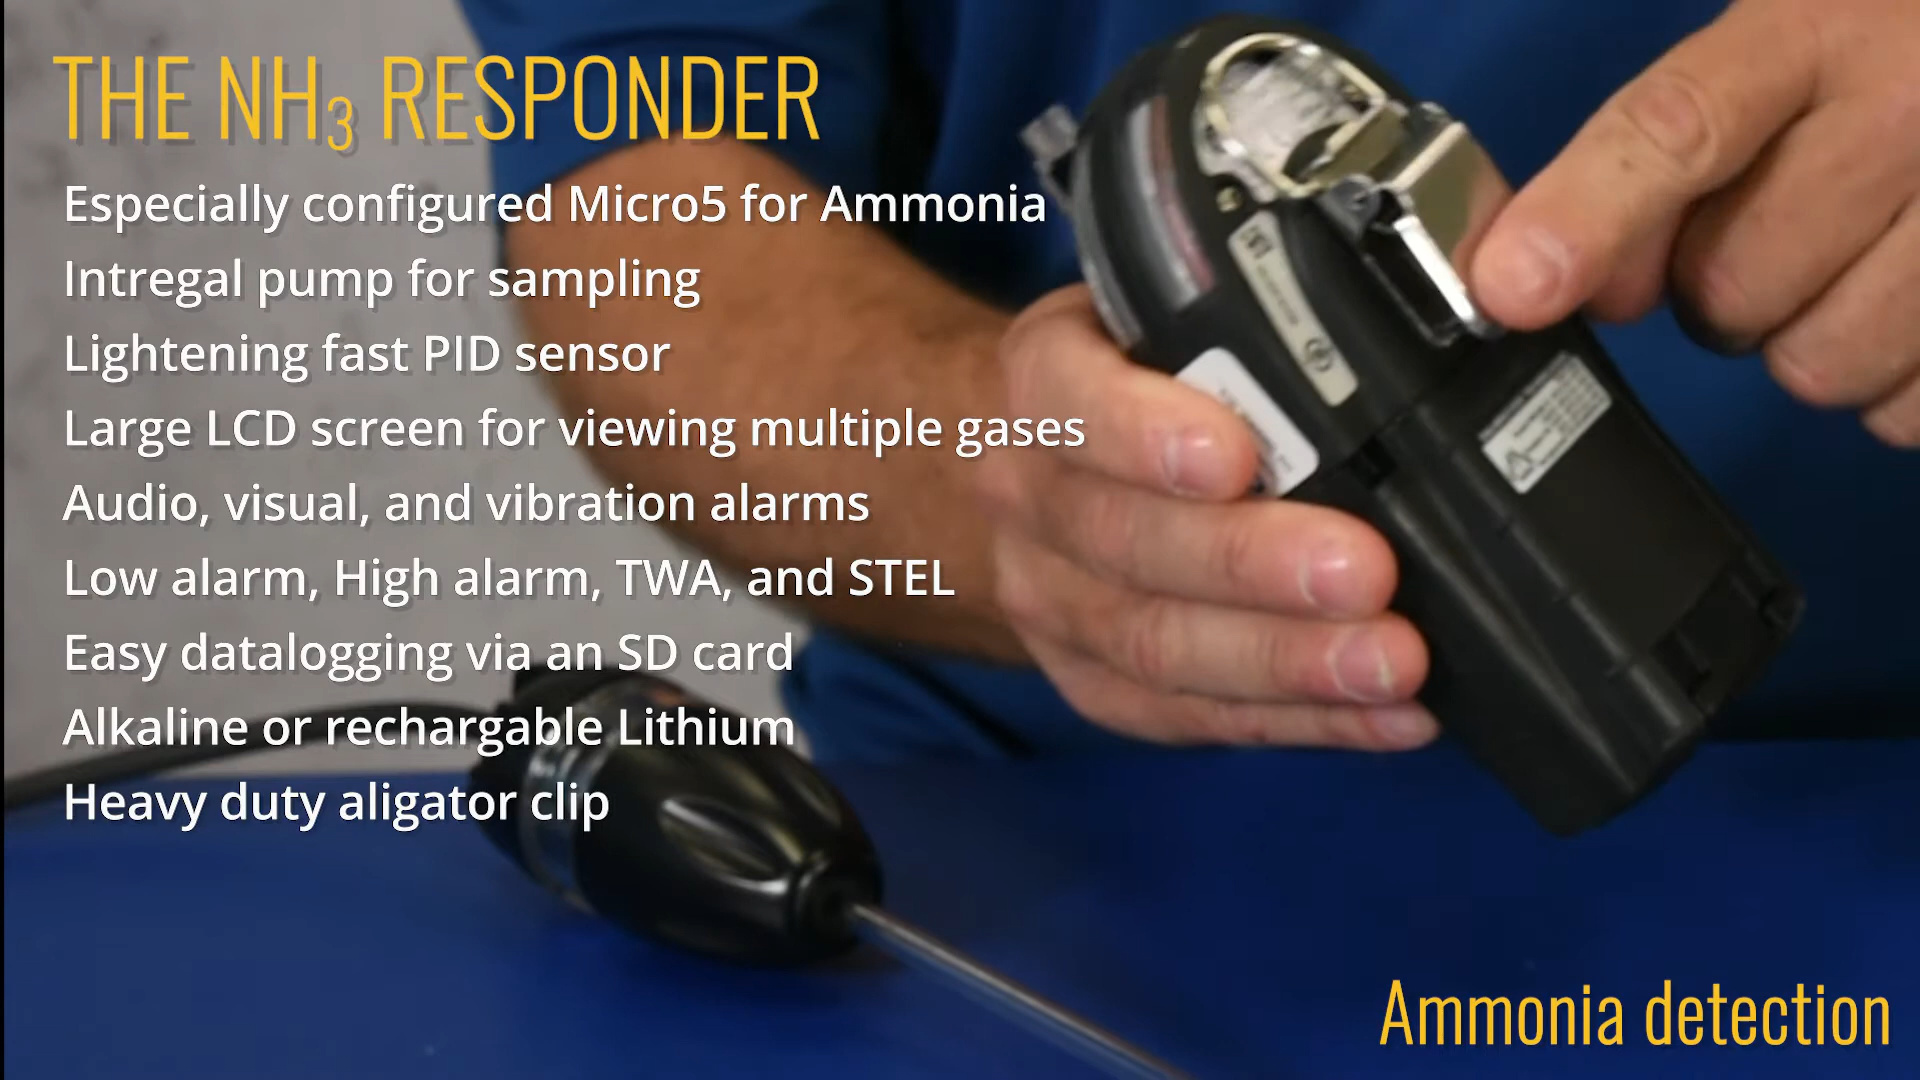 THE NH₃ RESPONDER
Especially configured Micro5 for Ammonia
Intregal pump for sampling
Lightening fast PID sensor
Large LCD screen for viewing multiple gases
Audio, visual, and vibration alarms
Low alarm, High alarm, TWA, and STEL
Easy datalogging via an SD card
Alkaline or rechargable Lithium
Heavy duty aligator clip
Ammonia detection